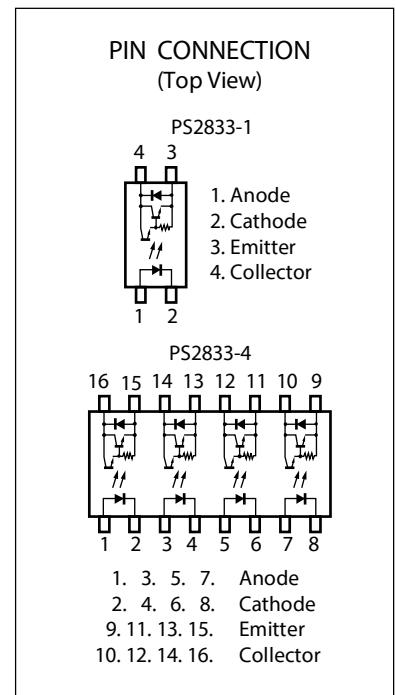 PIN CONNECTION
(Top View)
PS2833-1
4 3
1. Anode
2. Cathode
3. Emitter
4. Collector
1 2
PS2833-4
16 15 14 13 12 11 10 9
1 2 3 4 5 6 7 8
1. 3. 5. 7. Anode
2. 4. 6. 8. Cathode
9. 11. 13. 15. Emitter
10. 12. 14. 16. Collector